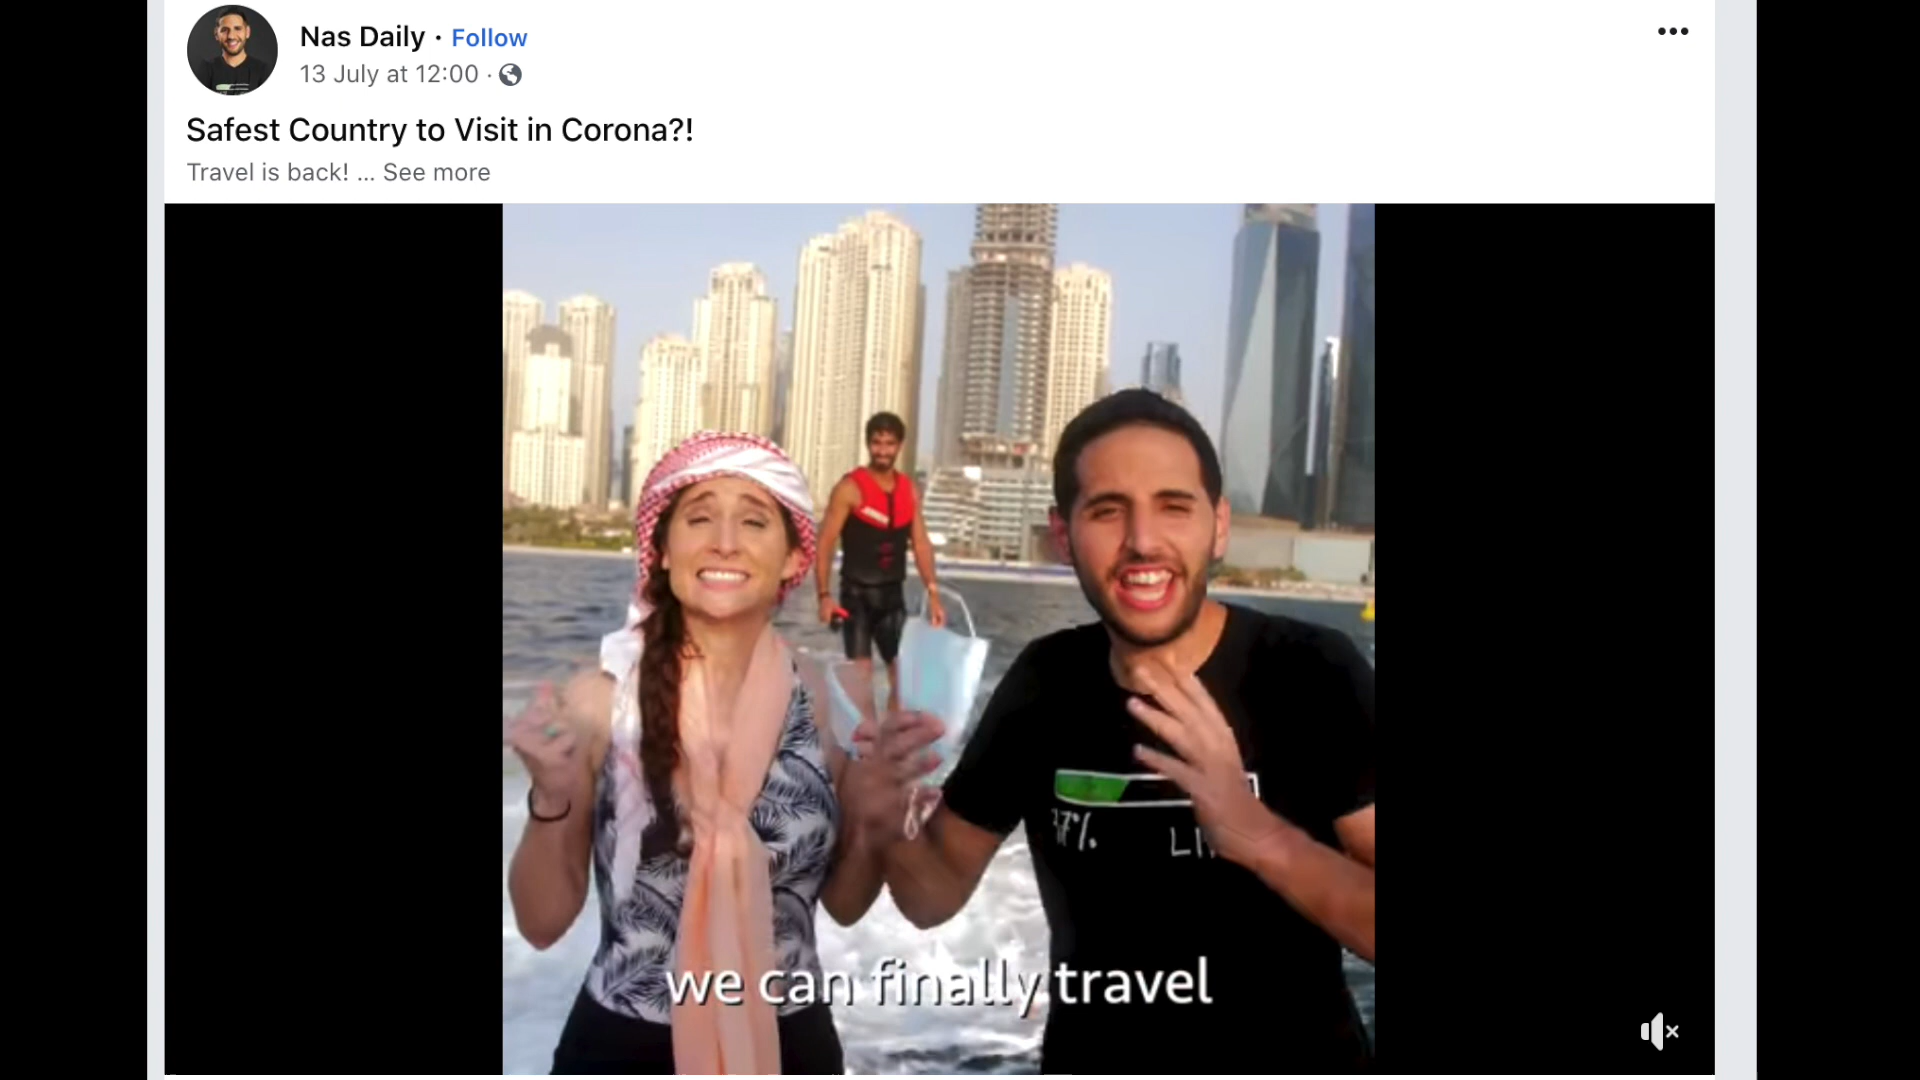 Nas Daily · Follow
13 July at 12:00 ·
Safest Country to Visit in Corona?!
Travel is back! ... See more
we can finally travel